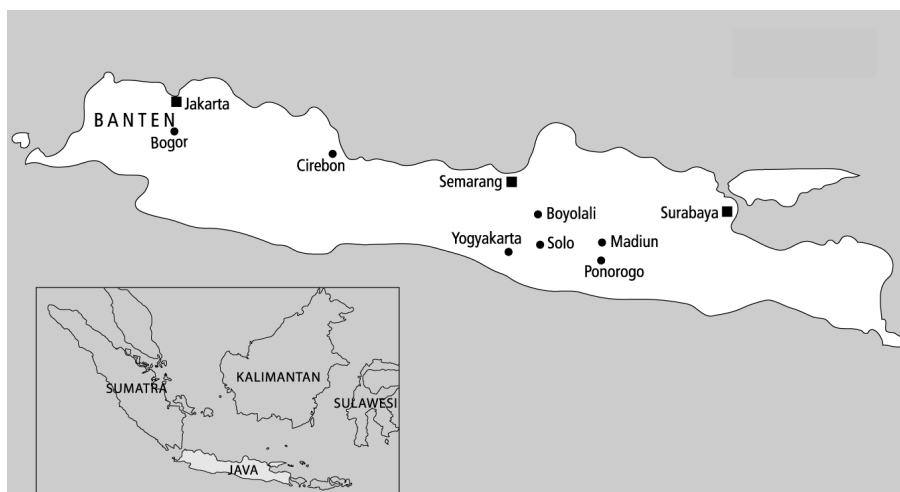 Jakarta
BANTEN
Bogor
Cirebon
Semarang
Boyolali
Surabaya
Yogyakarta
Solo
Madiun
Ponorogo
KALIMANTAN
SUMATRA
SULAWESI
JAVA